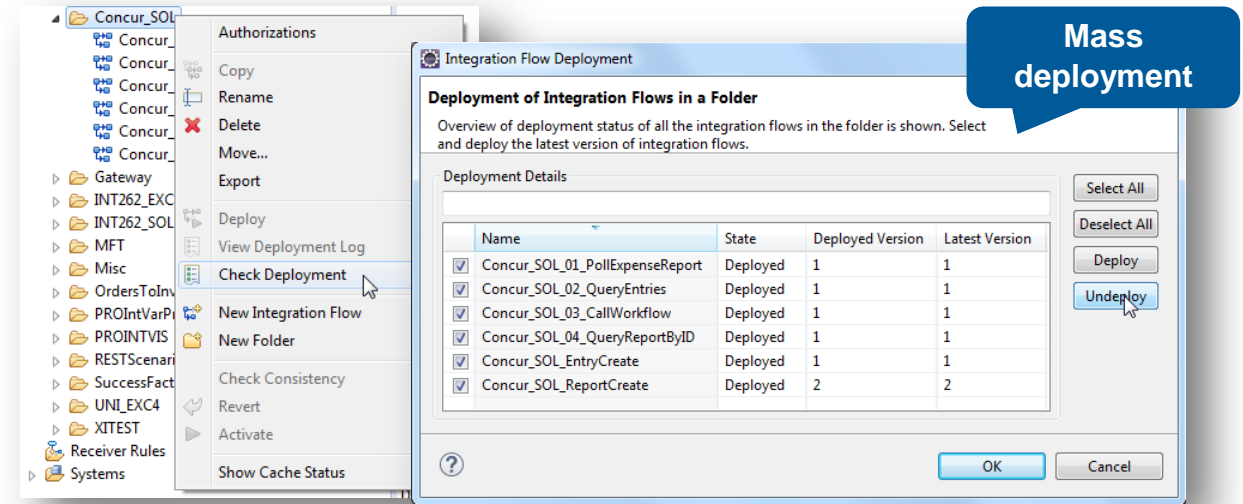 Concur_SOL
Concur_
Concur_
Concur_
Concur_
Concur_
Concur_
Gateway
INT262_EXC
INT262_SOL
MFT
Misc
OrdersToInv
PROIntVarPr
PROINTVIS
RESTScenari
SuccessFact
UNI_EXC4
XITEST
Receiver Rules
Systems
Authorizations
Copy
Rename
Delete
Move...
Export
Deploy
View Deployment Log
Check Deployment
New Integration Flow
New Folder
Check Consistency
Revert
Activate
Show Cache Status
Mass
deployment
Integration Flow Deployment
Deployment of Integration Flows in a Folder
Overview of deployment status of all the integration flows in the folder is shown. Select
and deploy the latest version of integration flows.
Deployment Details
Name State Deployed Version Latest Version
Concur_SOL_01_PollExpenseReport Deployed 1 1
Concur_SOL_02_QueryEntries Deployed 1 1
Concur_SOL_03_CallWorkflow Deployed 1 1
Concur_SOL_04_QueryReportByID Deployed 1 1
Concur_SOL_EntryCreate Deployed 1 1
Concur_SOL_ReportCreate Deployed 2 2
Select All
Deselect All
Deploy
Undeploy
?
OK Cancel